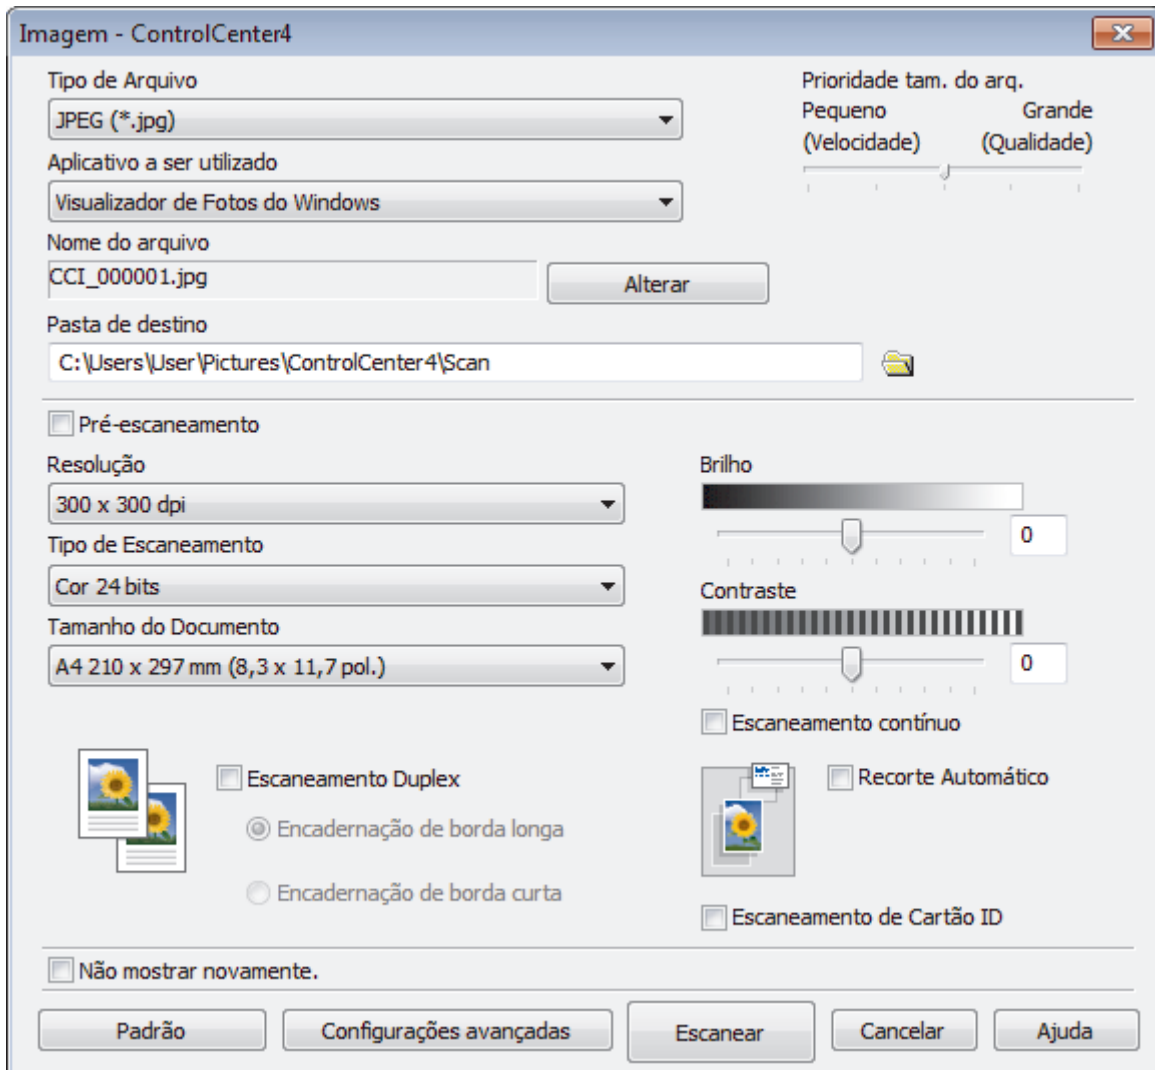 Imagem - ControlCenter4
Tipo de Arquivo
JPEG (*.jpg)
Aplicativo a ser utilizado
Visualizador de Fotos do Windows
Nome do arquivo
CCI_000001.jpg
Alterar
Pasta de destino
C:\Users\User\Pictures\ControlCenter4\Scan
Prioridade tam. do arq.
Pequeno Grande
(Velocidade) (Qualidade)
Pré-escaneamento
Resolução
300 x 300 dpi
Tipo de Escaneamento
Cor 24 bits
Tamanho do Documento
A4 210 x 297 mm (8,3 x 11,7 pol.)
Brilho
0
Contraste
0
Escaneamento contínuo
Escaneamento Duplex
Encadernação de borda longa
Encadernação de borda curta
Recorte Automático
Escaneamento de Cartão ID
Não mostrar novamente.
Padrão
Configurações avançadas
Escanear
Cancelar
Ajuda